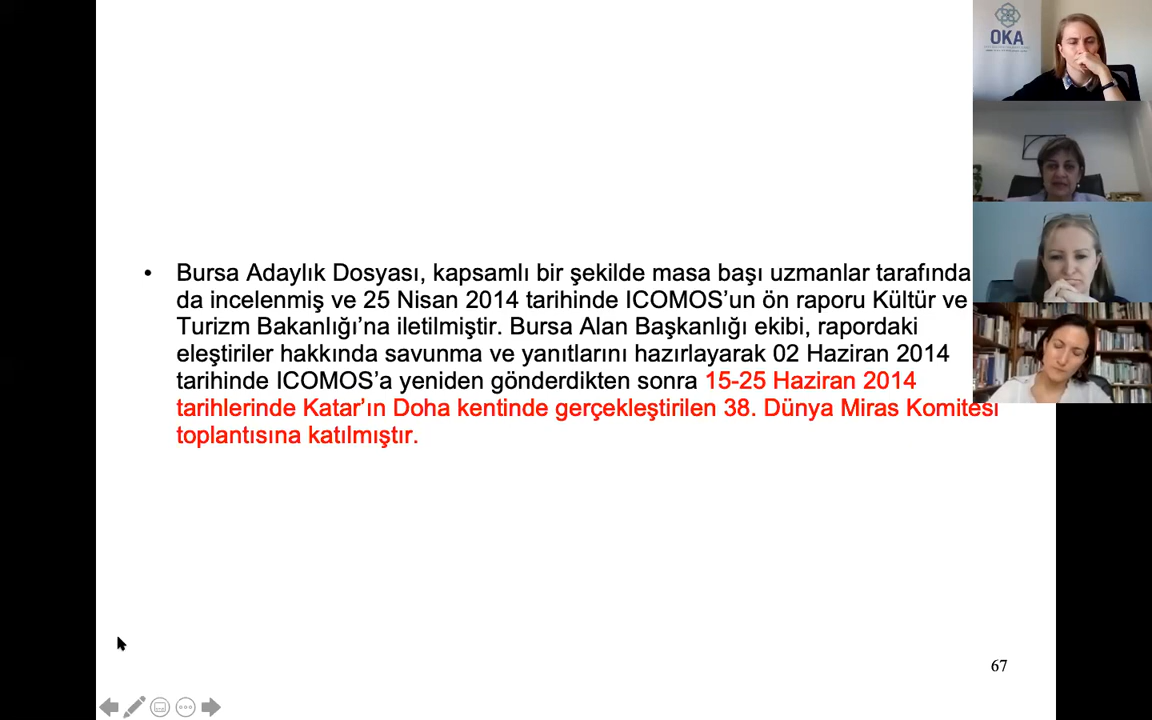 OKA
• Bursa Adaylık Dosyası, kapsamlı bir şekilde masa başı uzmanlar tarafında
da incelenmiş ve 25 Nisan 2014 tarihinde ICOMOS’un ön raporu Kültür ve
Turizm Bakanlığı’na iletilmiştir. Bursa Alan Başkanlığı ekibi, rapordaki
eleştiriler hakkında savunma ve yanıtlarını hazırlayarak 02 Haziran 2014
tarihinde ICOMOS’a yeniden gönderdikten sonra 15-25 Haziran 2014
tarihlerinde Katar’ın Doha kentinde gerçekleştirilen 38. Dünya Miras Komitesi
toplantısına katılmıştır.
67